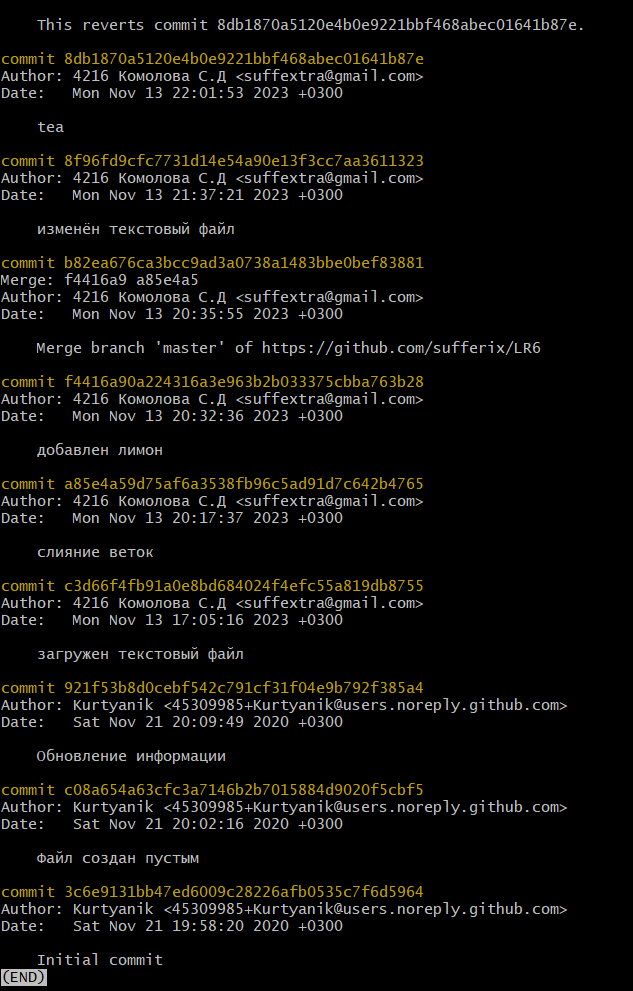 This reverts commit 8db1870a5120e4b0e9221bbf468abec01641b87e.
commit 8db1870a5120e4b0e9221bbf468abec01641b87e
Author: 4216 Комолова С.Д <suffextra@gmail.com>
Date:   Mon Nov 13 22:01:53 2023 +0300
tea
commit 8f96fd9cfc7731d14e54a90e13f3cc7aa3611323
Author: 4216 Комолова С.Д <suffextra@gmail.com>
Date:   Mon Nov 13 21:37:21 2023 +0300
изменён текстовый файл
commit b82ea676ca3bcc9ad3a0738a1483bbe0bef83881
Merge: f4416a9 a85e4a5
Author: 4216 Комолова С.Д <suffextra@gmail.com>
Date:   Mon Nov 13 20:35:55 2023 +0300
Merge branch 'master' of https://github.com/sufferix/LR6
commit f4416a90a224316a3e963b2b033375cbba763b28
Author: 4216 Комолова С.Д <suffextra@gmail.com>
Date:   Mon Nov 13 20:32:36 2023 +0300
добавлен лимон
commit a85e4a59d75af6a3538fb96c5ad91d7c642b4765
Author: 4216 Комолова С.Д <suffextra@gmail.com>
Date:   Mon Nov 13 20:17:37 2023 +0300
слияние веток
commit c3d66f4fb91a0e8bd684024f4efc55a819db8755
Author: 4216 Комолова С.Д <suffextra@gmail.com>
Date:   Mon Nov 13 17:05:16 2023 +0300
загружен текстовый файл
commit 921f53b8d0cebf542c791cf31f04e9b792f385a4
Author: Kurtyanik <45309985+Kurtyanik@users.noreply.github.com>
Date:   Sat Nov 21 20:09:49 2020 +0300
Обновление информации
commit c08a654a63cfc3a7146b2b7015884d9020f5cbf5
Author: Kurtyanik <45309985+Kurtyanik@users.noreply.github.com>
Date:   Sat Nov 21 20:02:16 2020 +0300
Файл создан пустым
commit 3c6e9131bb47ed6009c28226afb0535c7f6d5964
Author: Kurtyanik <45309985+Kurtyanik@users.noreply.github.com>
Date:   Sat Nov 21 19:58:20 2020 +0300
Initial commit
(END)